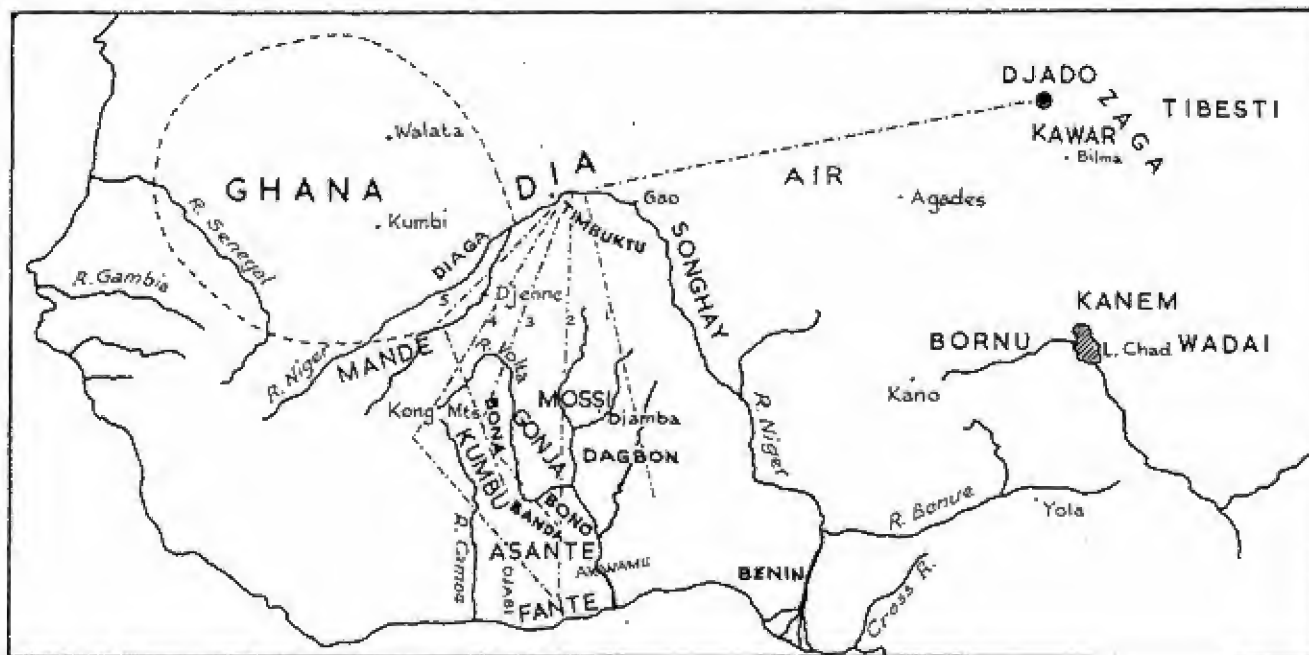 DJADO
ZAGA
TIBESTI
Walata
KAWAR
Bilma
DIA
AIR
GHANA
R. Senegal
Kumbi
TIMBUKTU
Gao
Agades
DIAGA
SONGHAY
R. Gambia
5
Djenne
4
3
2
1
KANEM
BORNU
L. Chad
WADAI
R. Niger
MANDE
R. Volta
Kano
Kong Mts.
BONA
GONJA
MOSSI
Djamba
KUMBU
DAGBON
R. Niger
BONO
BANDA
R. Benue
Yola
ASANTE
AKWAMU
DJABI
BENIN
Cross R.
FANTE